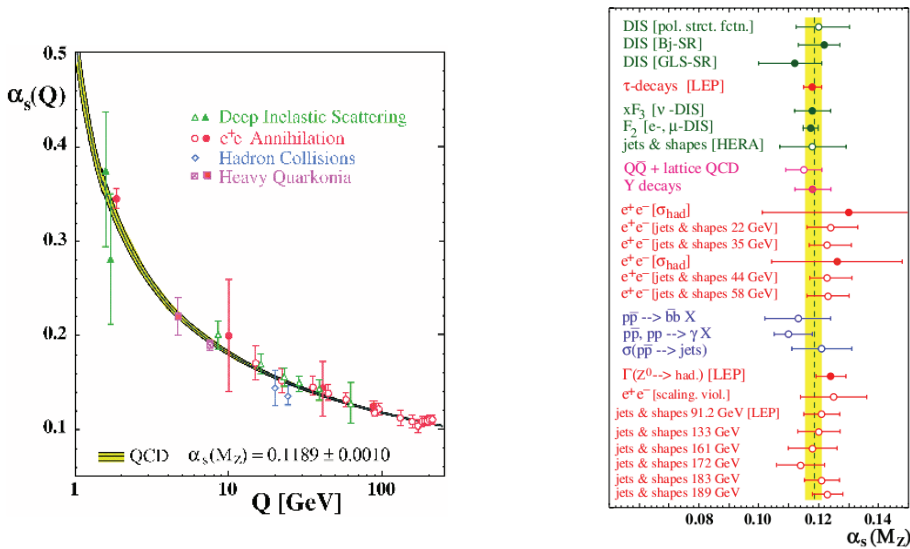 0.5
αs(Q)
0.4
0.3
0.2
0.1
Deep Inelastic Scattering
e+e- Annihilation
Hadron Collisions
Heavy Quarkonia
QCD αs(MZ) = 0.1189 ± 0.0010
1 10 100
Q [GeV]
DIS [pol. strct. fctn.]
DIS [Bj-SR]
DIS [GLS-SR]
τ-decays [LEP]
xF3 [ν -DIS]
F2 [e-, μ-DIS]
jets & shapes [HERA]
QQ̅ + lattice QCD
Υ decays
e+e−[σhad]
e+e−[jets & shapes 22 GeV]
e+e−[jets & shapes 35 GeV]
e+e−[σhad]
e+e−[jets & shapes 44 GeV]
e+e−[jets & shapes 58 GeV]
pp̅ --> bb̅ X
pp̅, pp --> γ X
σ(pp̅ --> jets)
Γ(Z0--> had.) [LEP]
e+e−[scaling. viol.]
jets & shapes 91.2 GeV [LEP]
jets & shapes 133 GeV
jets & shapes 161 GeV
jets & shapes 172 GeV
jets & shapes 183 GeV
jets & shapes 189 GeV
0.08 0.10 0.12 0.14
αs(MZ)